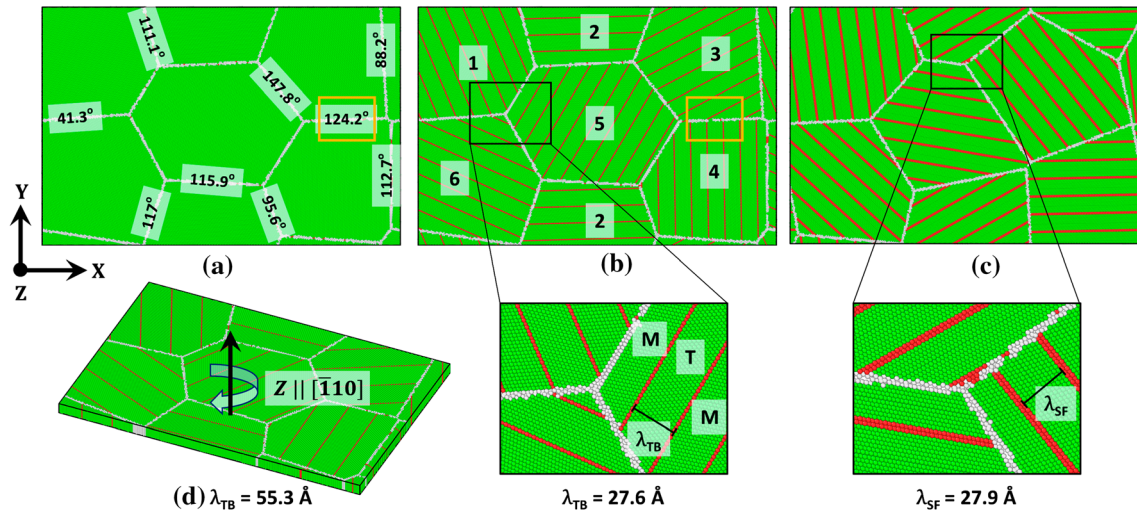 111.1°
88.2°
147.8°
41.3°
124.2°
115.9°
112.7°
117°
95.6°
Y
X
Z
(a)
2
3
1
5
4
6
2
(b)
(c)
Z || [1̅10]
(d) λTB = 55.3 Å
M
T
M
λTB
λTB = 27.6 Å
λSF
λSF = 27.9 Å